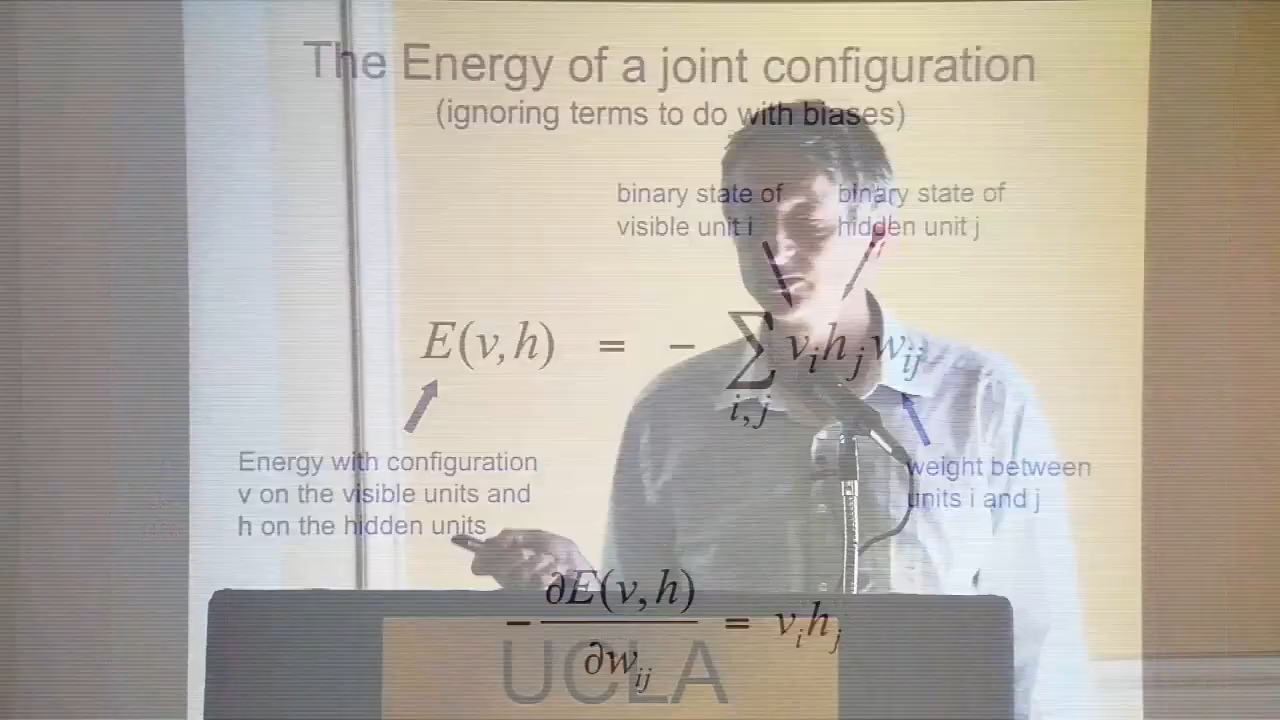 The Energy of a joint configuration
(ignoring terms to do with biases)
binary state of visible unit i
binary state of hidden unit j
E(v, h) = − ∑ i, j v_i h_j w_ij
Energy with configuration
v on the visible units and
h on the hidden units
weight between
units i and j
− ∂E(v, h) / ∂w_ij = v_i h_j
UCLA